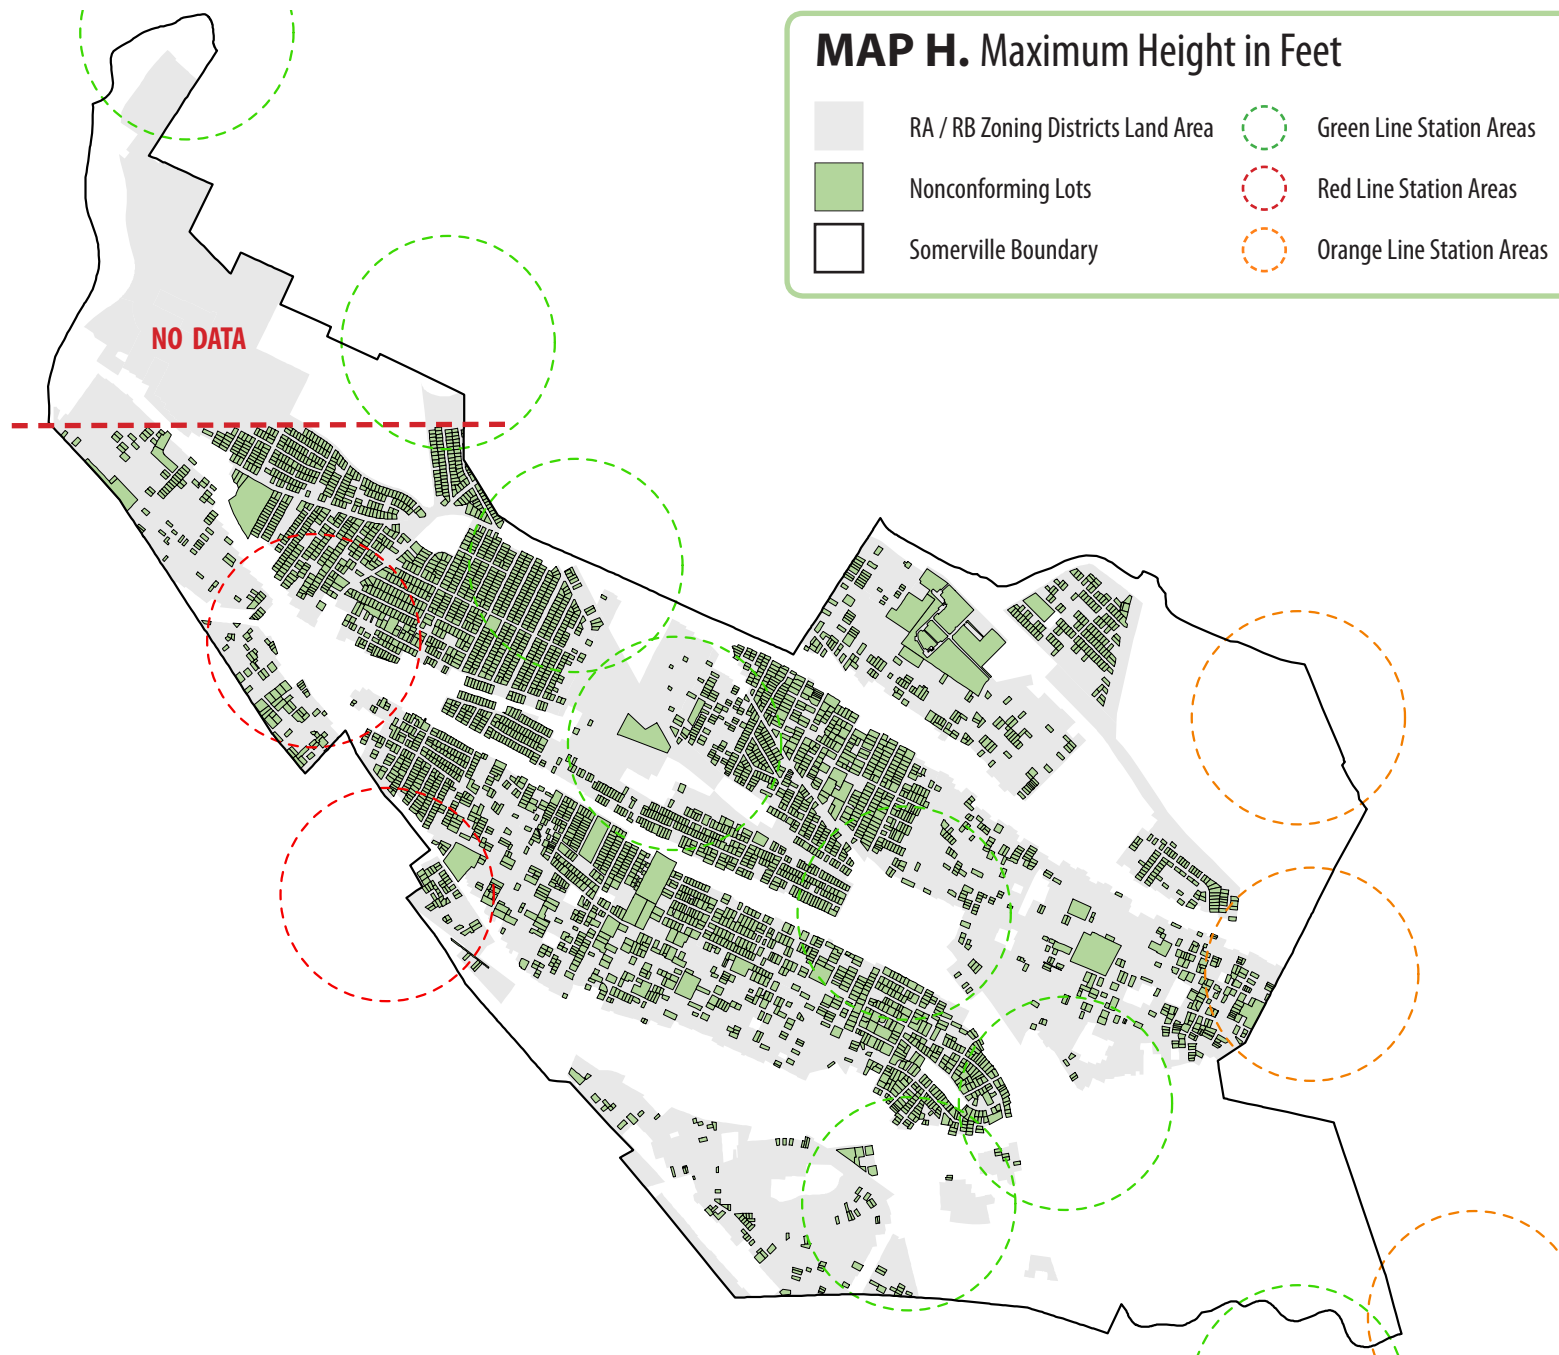 MAP H. Maximum Height in Feet
RA / RB Zoning Districts Land Area
Green Line Station Areas
Nonconforming Lots
Red Line Station Areas
Somerville Boundary
Orange Line Station Areas
NO DATA